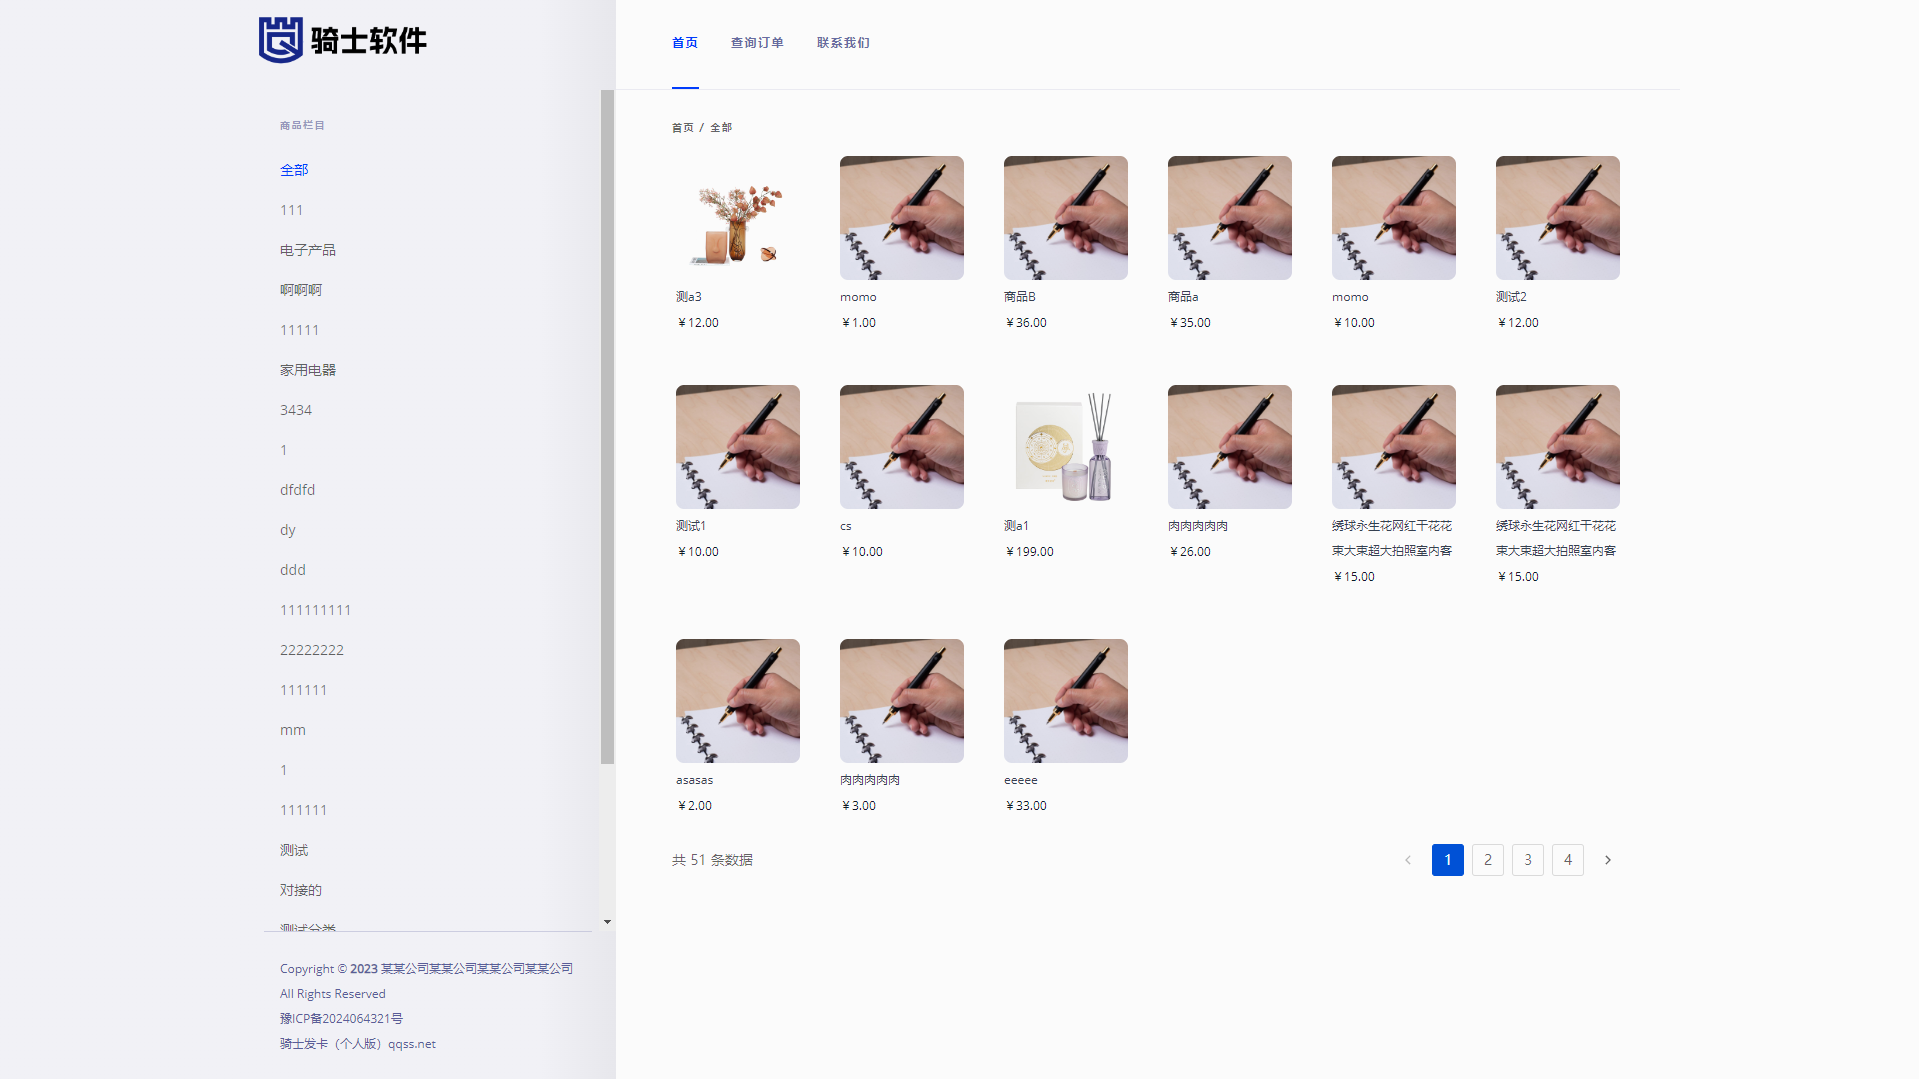 骑士软件
首页
查询订单
联系我们
商品栏目
全部
111
电子产品
啊啊啊
11111
家用电器
3434
1
dfdfd
dy
ddd
111111111
22222222
111111
mm
1
111111
测试
对接的
测试分类
Copyright © 2023 某某公司某某公司某某公司某某公司
All Rights Reserved
豫ICP备2024064321号
骑士发卡（个人版）qqss.net
首页 / 全部
测a3
￥12.00
momo
￥1.00
商品B
￥36.00
商品a
￥35.00
momo
￥10.00
测试2
￥12.00
测试1
￥10.00
cs
￥10.00
测a1
￥199.00
肉肉肉肉肉
￥26.00
绣球永生花网红干花花
束大束超大拍照室内客
￥15.00
绣球永生花网红干花花
束大束超大拍照室内客
￥15.00
asasas
￥2.00
肉肉肉肉肉
￥3.00
eeeee
￥33.00
共 51 条数据
1 2 3 4